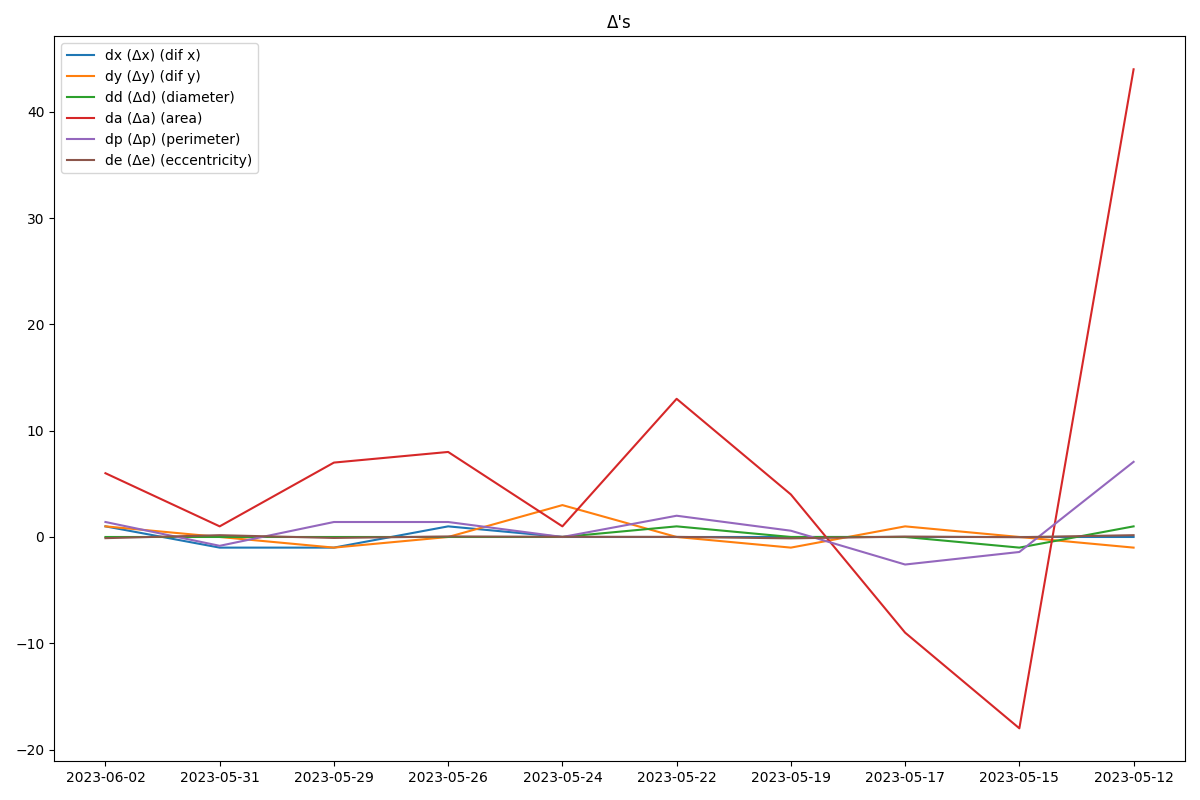 Δ's
dx (Δx) (dif x)
dy (Δy) (dif y)
dd (Δd) (diameter)
da (Δa) (area)
dp (Δp) (perimeter)
de (Δe) (eccentricity)
40
30
20
10
0
−10
−20
2023-06-02 2023-05-31 2023-05-29 2023-05-26 2023-05-24 2023-05-22 2023-05-19 2023-05-17 2023-05-15 2023-05-12